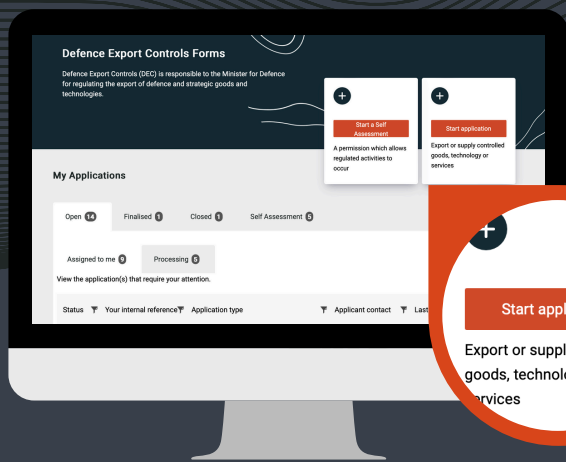 Defence Export Controls Forms
Defence Export Controls (DEC) is responsible to the Minister for Defence
for regulating the export of defence and strategic goods and
technologies.
Start a Self
Assessment
A permission which allows
regulated activities to
occur
Start application
Export or supply controlled
goods, technology or
services
My Applications
Open 14 Finalised 1 Closed 1 Self Assessment 5
Assigned to me 9 Processing 5
View the application(s) that require your attention.
Status Your internal reference Application type Applicant contact Last
Start appl
Export or suppl
goods, technol
services